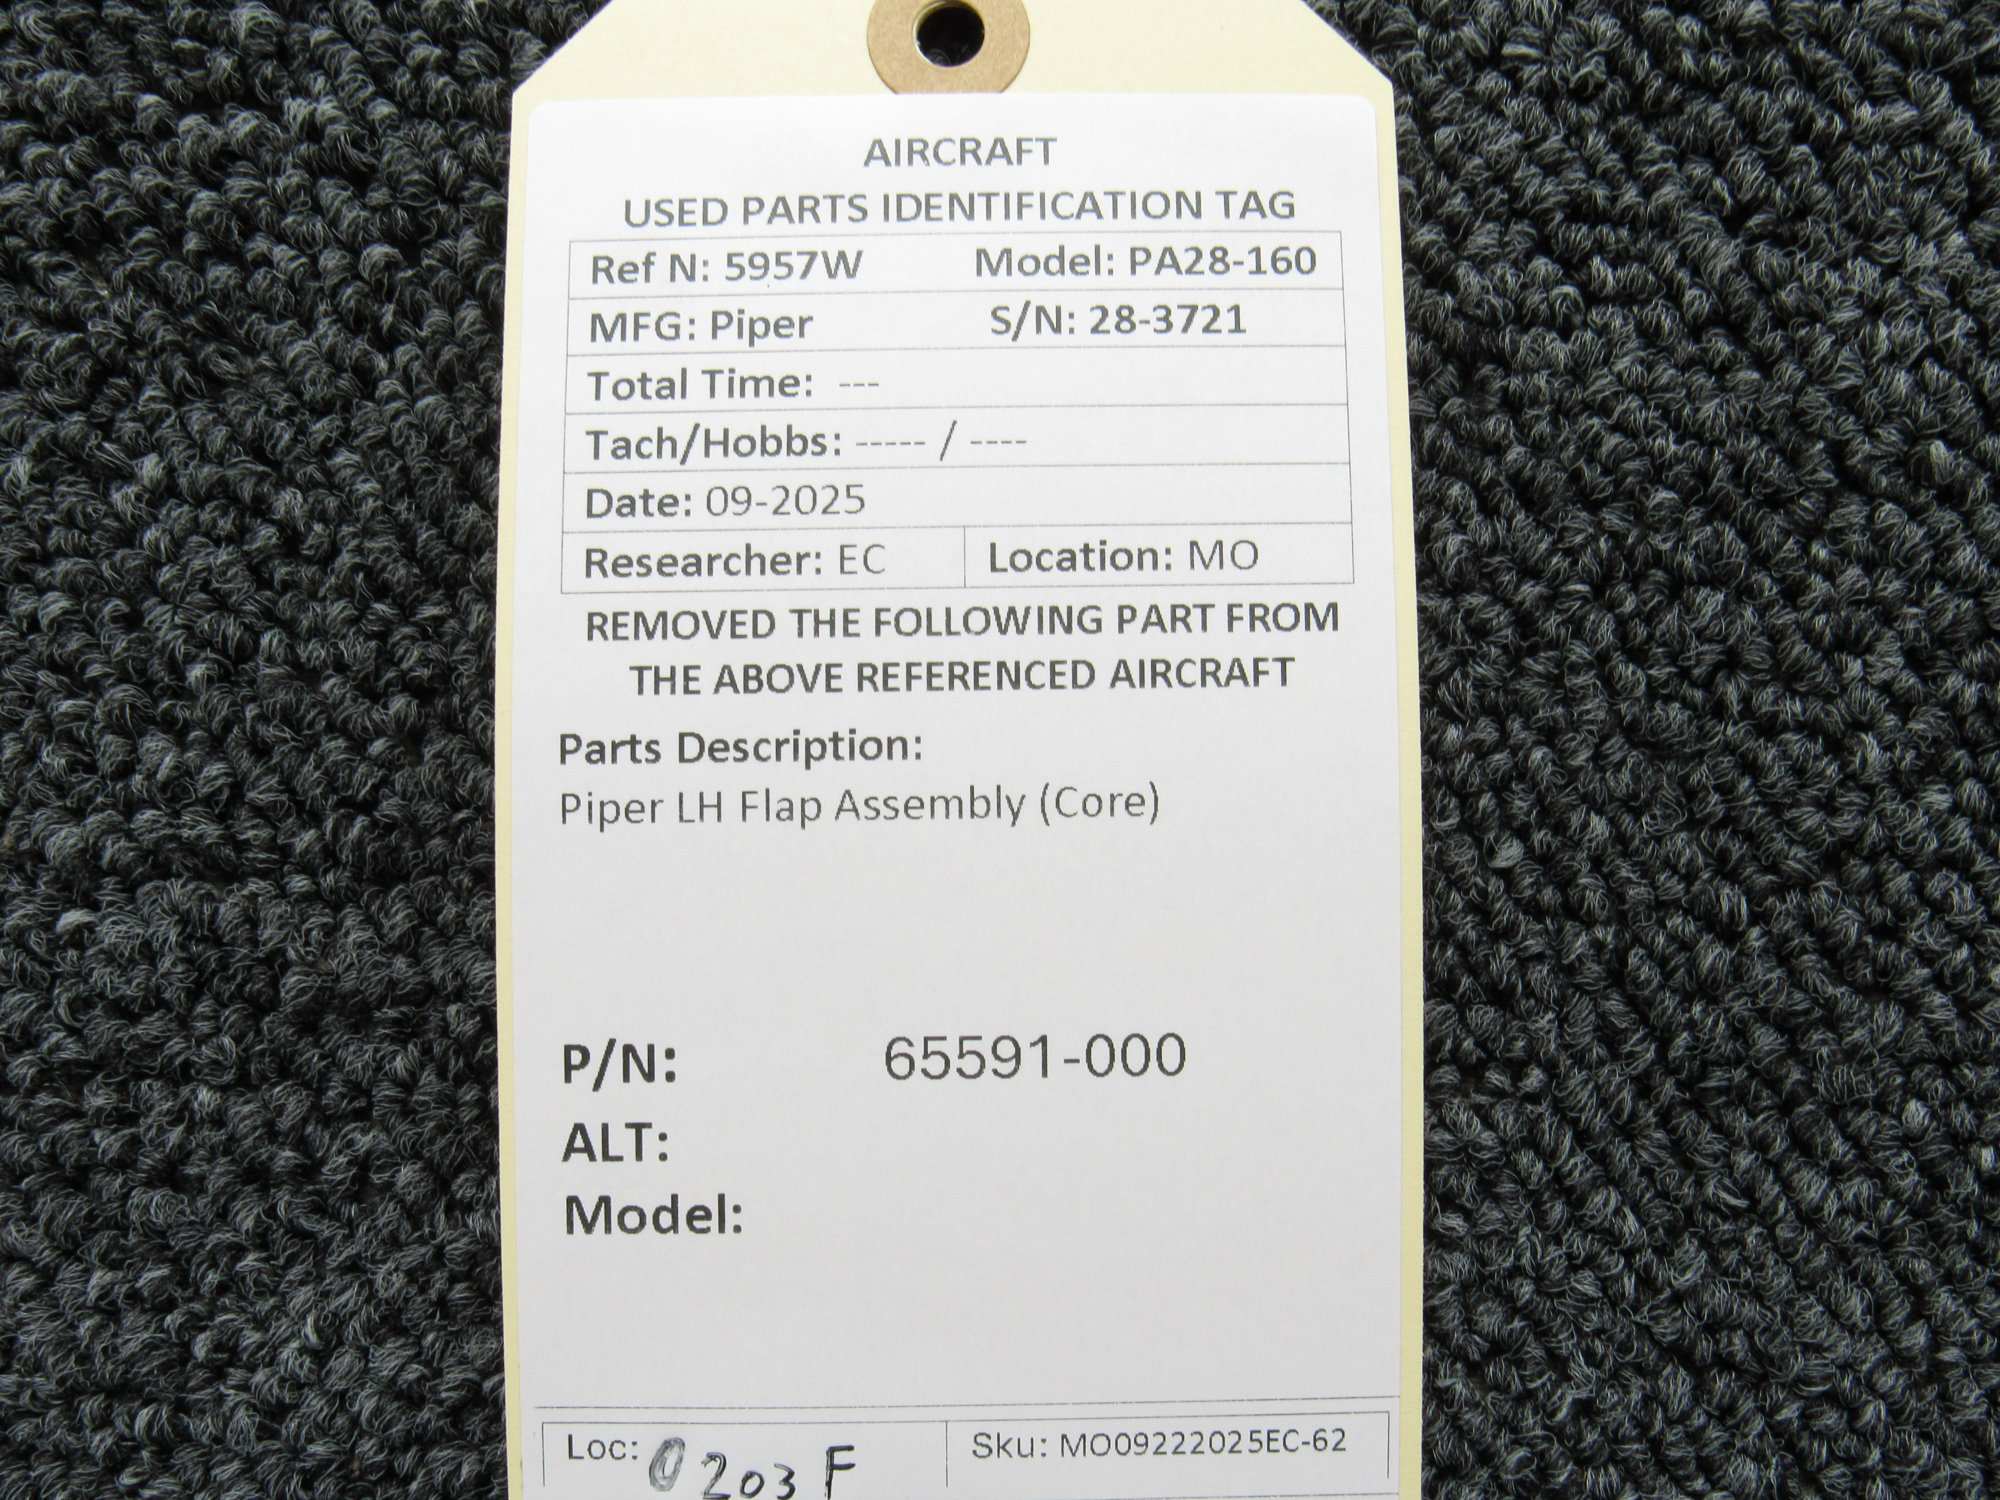 AIRCRAFT
USED PARTS IDENTIFICATION TAG
Ref N: 5957W Model: PA28-160
MFG: Piper S/N: 28-3721
Total Time: ---
Tach/Hobbs: ----- / ----
Date: 09-2025
Researcher: EC Location: MO
REMOVED THE FOLLOWING PART FROM
THE ABOVE REFERENCED AIRCRAFT
Parts Description:
Piper LH Flap Assembly (Core)
P/N: 65591-000
ALT:
Model:
Loc: 0203F Sku: MO09222025EC-62